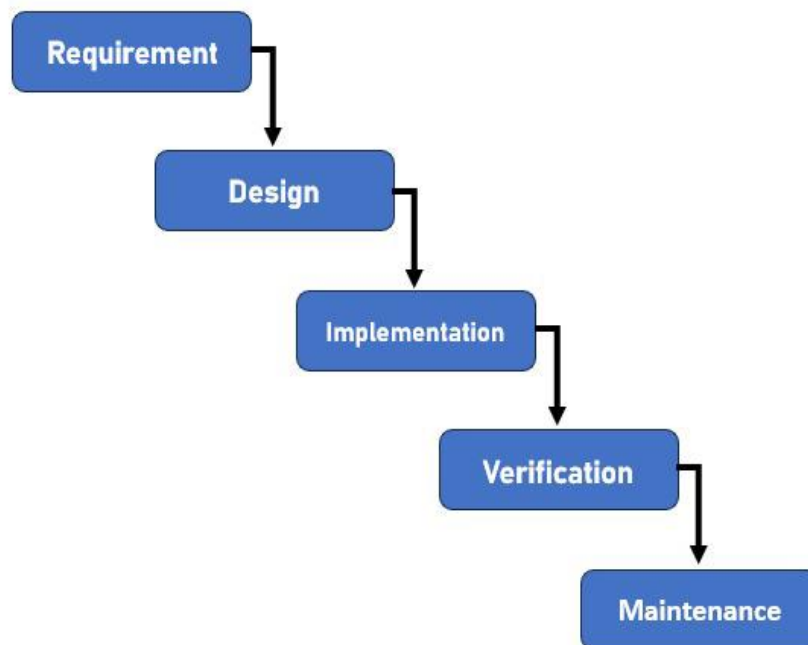 Requirement
Design
Implementation
Verification
Maintenance